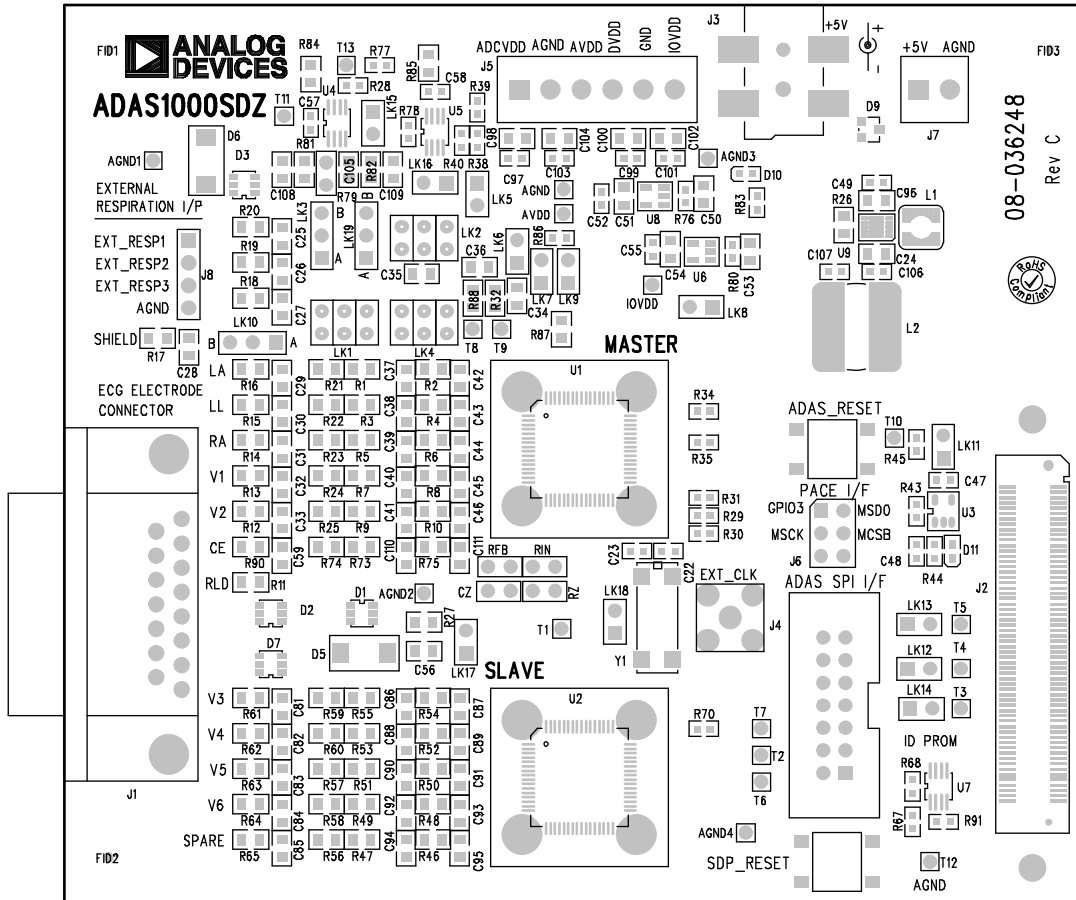 FID1
ANALOG
DEVICES
ADAS1000SDZ
R84
T13
R77
R28
R85
C58
R39
J5
ADCVDD AGND AVDD DVDD GND IOVDD
J3
+5V
+
-
+5V AGND
J7
FID3
08-036248
Rev C
RoHS
Compliant
T11
C57
U4
LK15
R78
U5
C98
C104
C100
C102
D9
D6
D3
R81
AGND1
EXTERNAL
RESPIRATION I/P
C108
R79
C105
R82
C109
LK16
R40
R38
C97
C103
C99
C101
AGND3
D10
R83
LK5
AGND
AVDD
C52
C51
U8
R76
C50
C49
R26
C96
L1
C107
U9
C24
C106
L2
EXT_RESP1
EXT_RESP2
EXT_RESP3
AGND
J8
R20
R19
R18
C25
C26
C27
LK3
B
A
LK19
B
A
LK2
C35
C36
LK6
R86
LK7
LK9
R88
R32
C34
R87
T8
T9
C55
C54
U6
R80
C53
IOVDD
LK8
SHIELD
R17
C28
B
LK10
A
LK1
LK4
MASTER
ECG ELECTRODE
CONNECTOR
LA
R16
C29
R21
R1
C37
R2
C42
LL
R15
C30
R22
R3
C38
R4
C43
RA
R14
C31
R23
R5
C39
R6
C44
V1
R13
C32
R24
R7
C40
R8
C45
V2
R12
C33
R25
R9
C41
R10
C46
CE
R90
C59
R74
R73
C110
R75
C111
RLD
R11
U1
R34
R35
R31
R29
R30
ADAS_RESET
T10
R45
LK11
PACE I/F
GPIO3
MSDO
MSCK
MCSB
J6
R43
C47
U3
C48
R44
D11
J2
RFB
RIN
CZ
RZ
C23
C22
EXT_CLK
J4
ADAS SPI I/F
D2
D1
AGND2
R27
LK17
T1
LK18
Y1
D7
D5
C56
LK13
T5
LK12
T4
LK14
T3
SLAVE
U2
V3
R61
C81
R59
R55
C86
R54
C87
V4
R62
C82
R60
R53
C88
R52
C89
V5
R63
C83
R57
R51
C90
R50
C91
V6
R64
C84
R58
R49
C92
R48
C93
SPARE
R65
C85
R56
R47
C94
R46
C95
J1
FID2
R70
T7
T2
T6
AGND4
SDP_RESET
ID PROM
R68
R67
U7
R91
T12
AGND